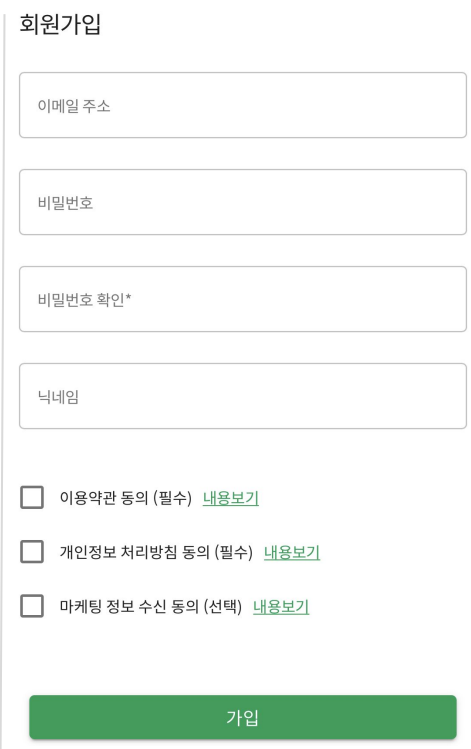 회원가입
이메일 주소
비밀번호
비밀번호 확인*
닉네임
이용약관 동의 (필수) 내용보기
개인정보 처리방침 동의 (필수) 내용보기
마케팅 정보 수신 동의 (선택) 내용보기
가입